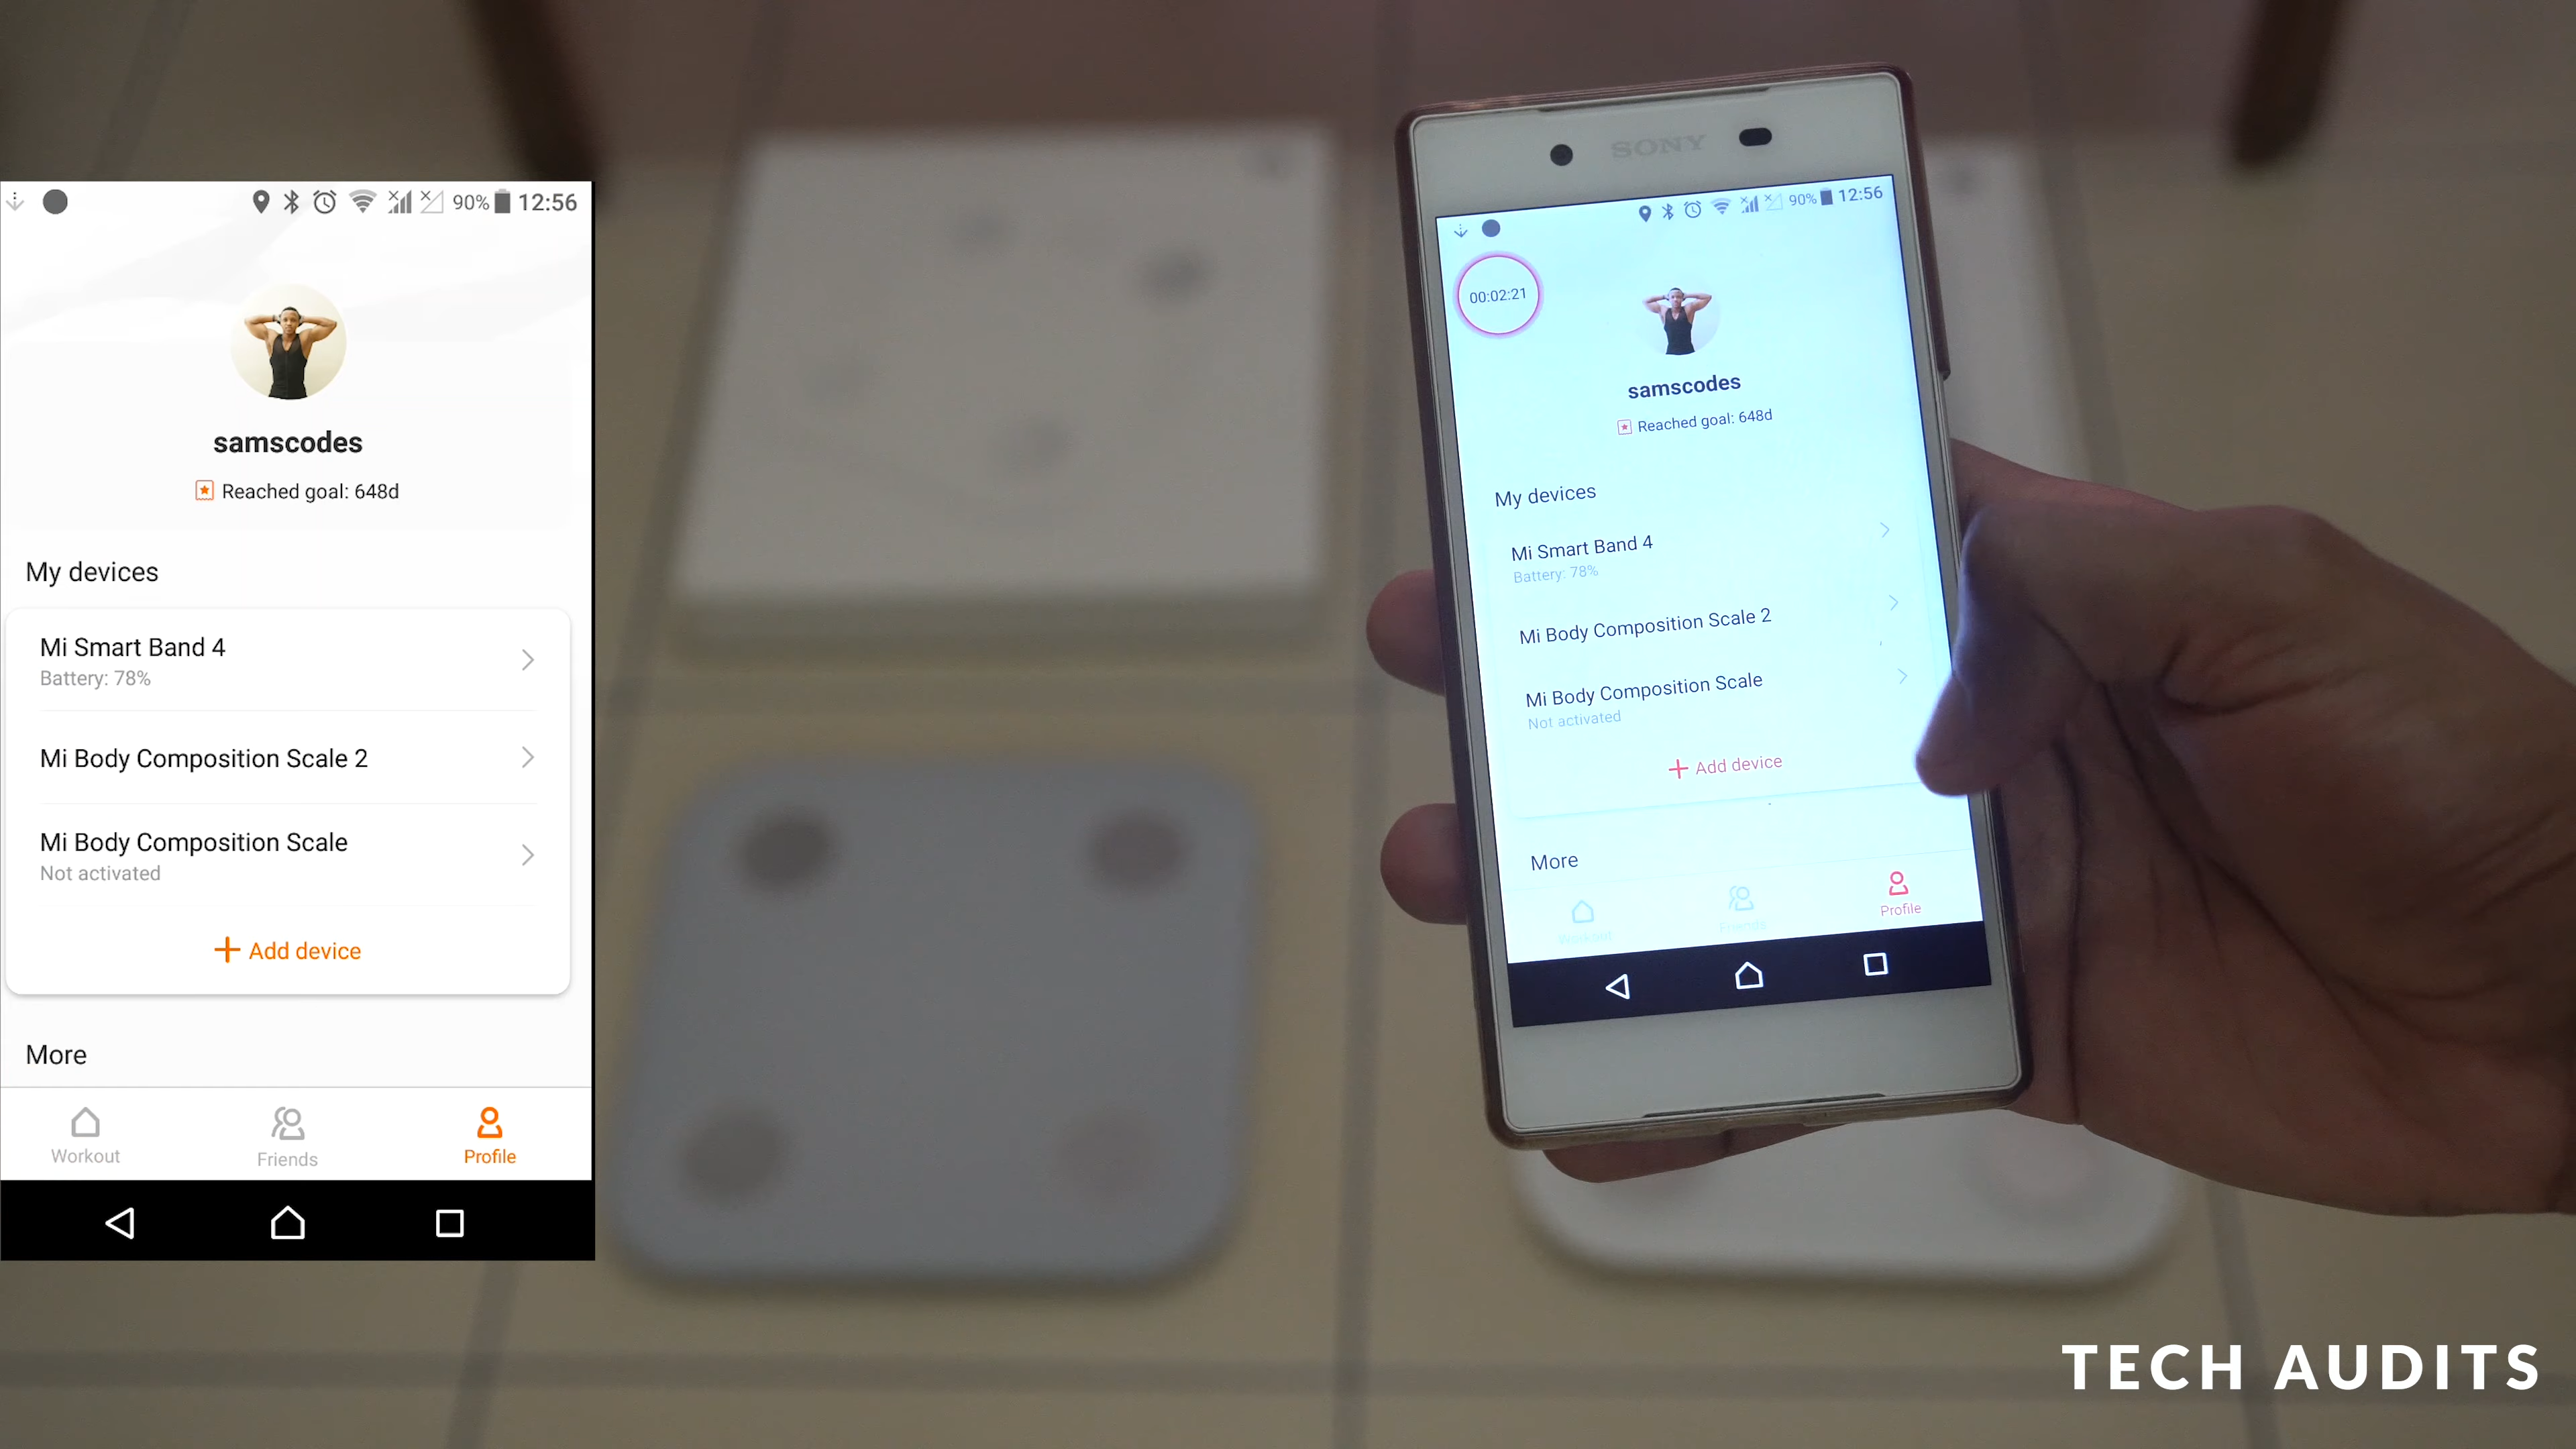 90% 12:56
samscodes
Reached goal: 648d
My devices
Mi Smart Band 4
Battery: 78%
Mi Body Composition Scale 2
Mi Body Composition Scale
Not activated
Add device
More
Workout
Friends
Profile
SONY
90% 12:56
00:02:21
samscodes
Reached goal: 648d
My devices
Mi Smart Band 4
Battery: 78%
Mi Body Composition Scale 2
Mi Body Composition Scale
Not activated
Add device
More
Workout
Friends
Profile
TECH AUDITS